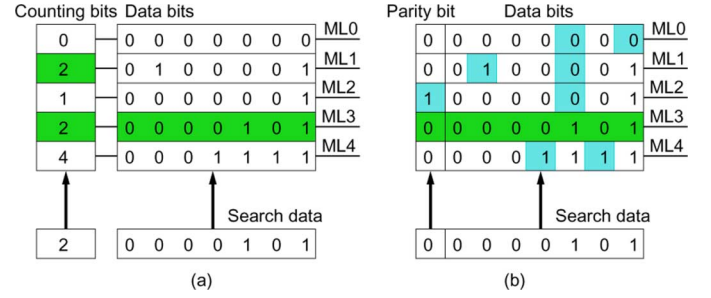 Counting bits Data bits
0 0 0 0 0 0 0 0 ML0
2 0 1 0 0 0 0 1 ML1
1 0 0 0 0 0 0 1 ML2
2 0 0 0 0 1 0 1 ML3
4 0 0 0 1 1 1 1 ML4
Search data
2 0 0 0 0 1 0 1
(a)
Parity bit Data bits
0 0 0 0 0 0 0 0 ML0
0 0 1 0 0 0 0 1 ML1
1 0 0 0 0 0 0 1 ML2
0 0 0 0 0 1 0 1 ML3
0 0 0 0 1 1 1 1 ML4
Search data
0 0 0 0 0 1 0 1
(b)